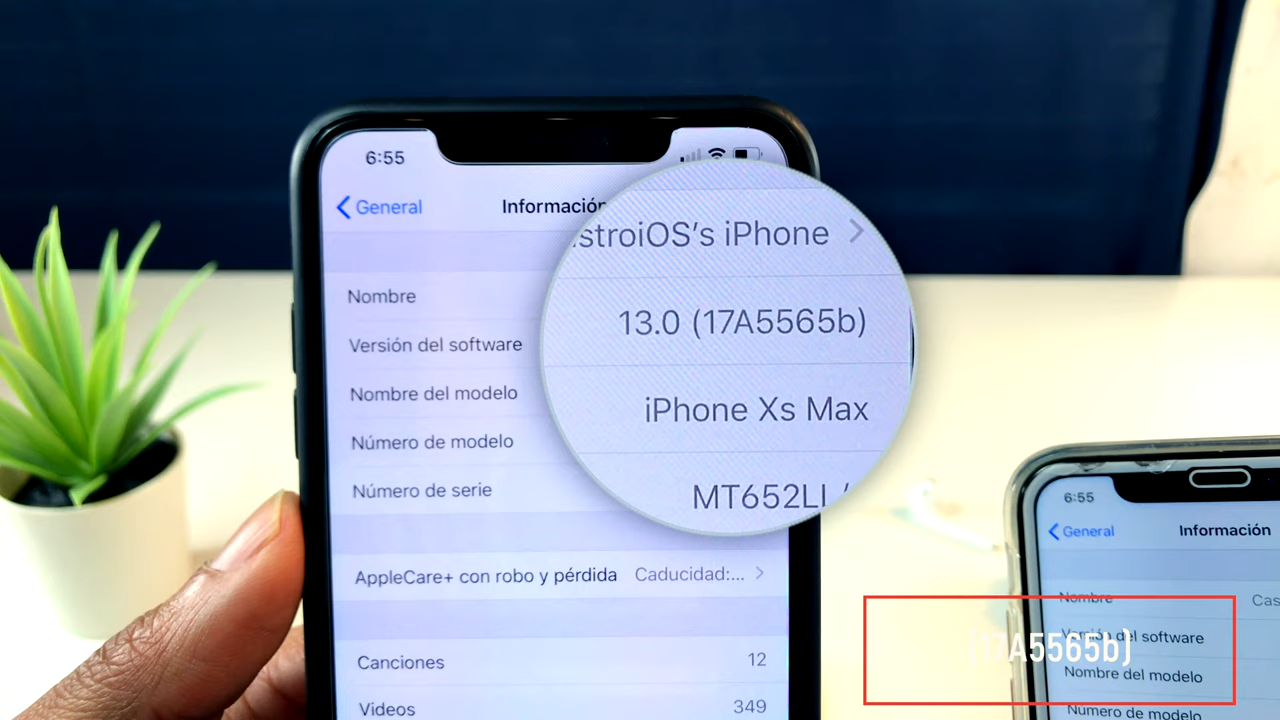 6:55
General
Información
stroiOS's iPhone
Nombre
13.0 (17A5565b)
Versión del software
iPhone Xs Max
Nombre del modelo
Número de modelo
MT652LL/
Número de serie
AppleCare+ con robo y pérdida Caducidad:...
Canciones 12
Videos 349
6:55
General
Información
Nombre Cas
Versión del software
(17A5565b)
Nombre del modelo
Número de modelo